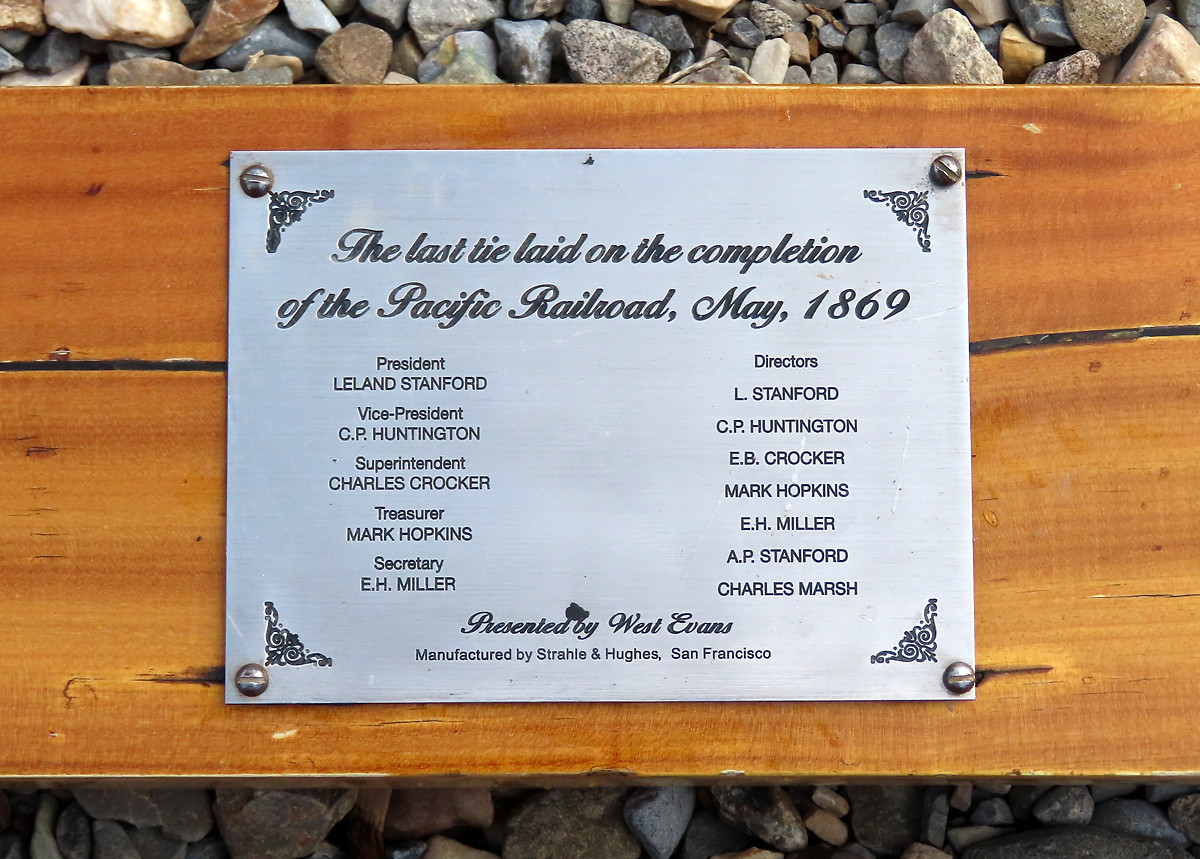 The last tie laid on the completion
of the Pacific Railroad, May, 1869
President
LELAND STANFORD
Vice-President
C.P. HUNTINGTON
Superintendent
CHARLES CROCKER
Treasurer
MARK HOPKINS
Secretary
E.H. MILLER
Directors
L. STANFORD
C.P. HUNTINGTON
E.B. CROCKER
MARK HOPKINS
E.H. MILLER
A.P. STANFORD
CHARLES MARSH
Presented by West Evans
Manufactured by Strahle & Hughes, San Francisco